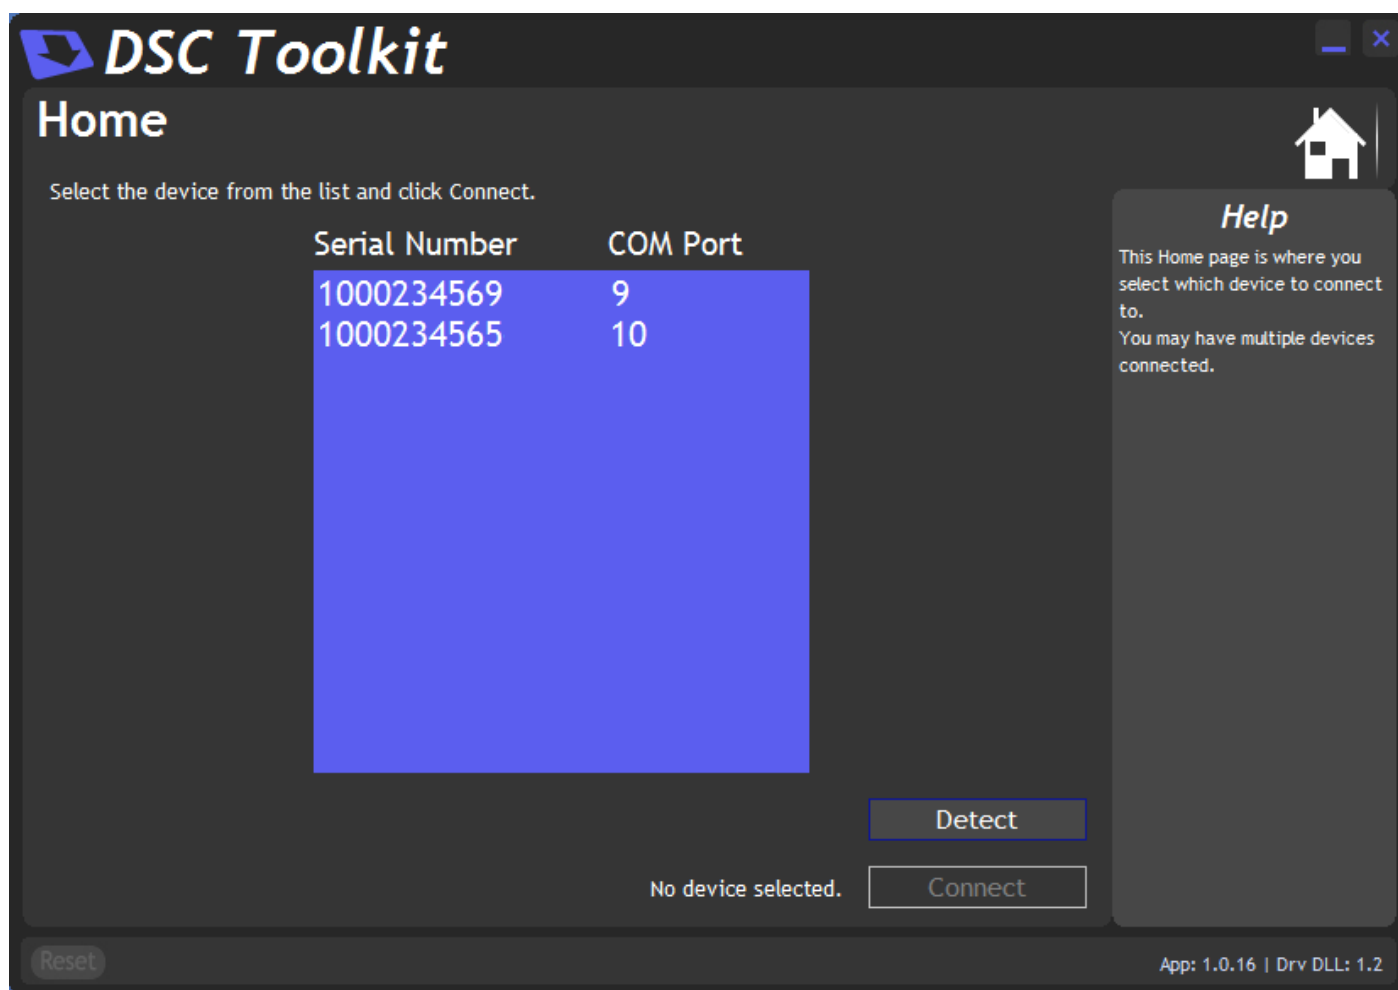 DSC Toolkit
Home
Select the device from the list and click Connect.
Serial Number COM Port
1000234569 9
1000234565 10
Detect
No device selected. Connect
Help
This Home page is where you
select which device to connect
to.
You may have multiple devices
connected.
Reset
App: 1.0.16 | Drv DLL: 1.2